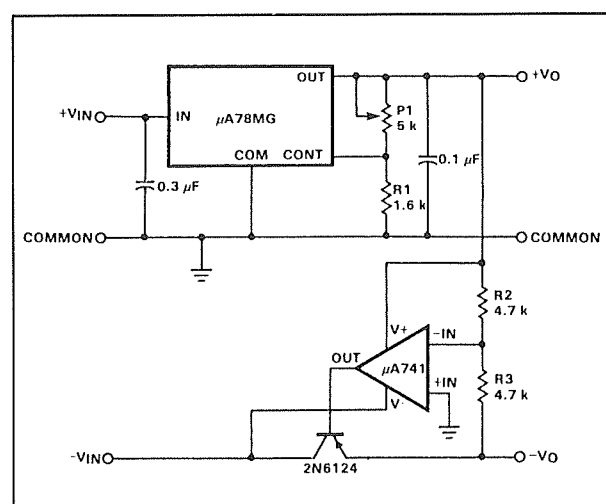 OUT
+VO
+VIN
IN
μA78MG
P1
5 k
COM
CONT
0.3 μF
0.1 μF
R1
1.6 k
COMMON
COMMON
R2
4.7 k
V+
-IN
OUT
μA741
+IN
R3
4.7 k
V-
-VIN
2N6124
-VO